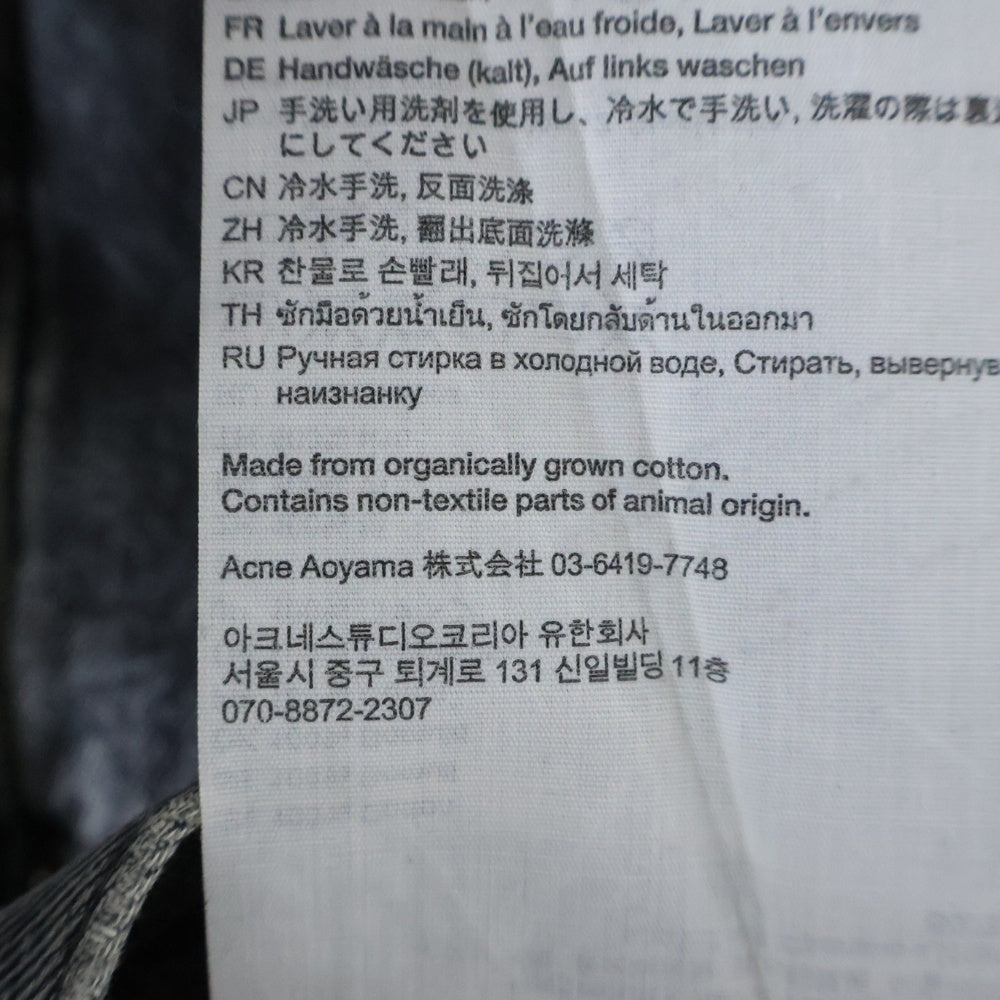 FR Laver à la main à l'eau froide, Laver à l'envers
DE Handwäsche (kalt), Auf links waschen
JP 手洗い用洗剤を使用し、冷水で手洗い, 洗濯の際は裏
にしてください
CN 冷水手洗, 反面洗涤
ZH 冷水手洗, 翻出底面洗滌
KR 찬물로 손빨래, 뒤집어서 세탁
TH ซักมือด้วยน้ำเย็น, ซักโดยกลับด้านในออกมา
RU Ручная стирка в холодной воде, Стирать, вывернув
наизнанку
Made from organically grown cotton.
Contains non-textile parts of animal origin.
Acne Aoyama 株式会社 03-6419-7748
아크네스튜디오코리아 유한회사
서울시 중구 퇴계로 131 신일빌딩 11층
070-8872-2307